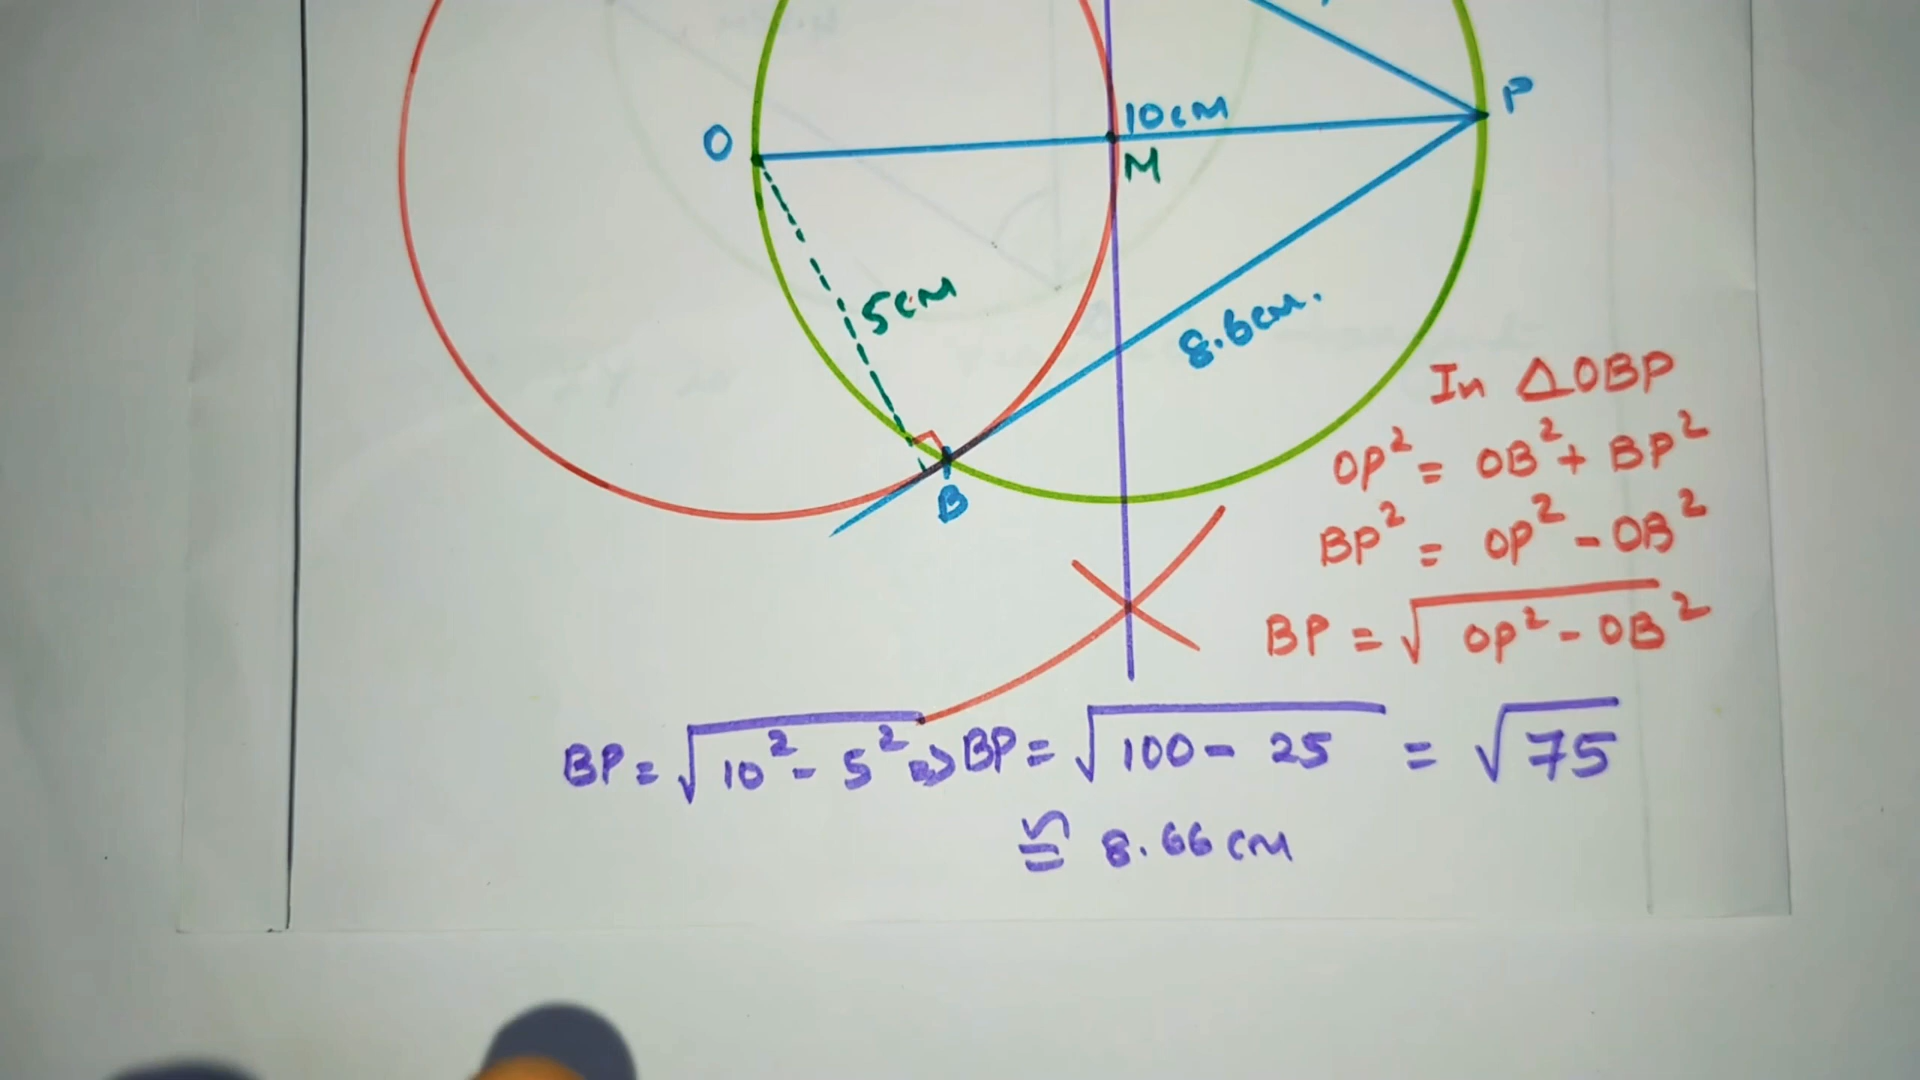 10cm
P
O
M
5cm
8.6cm.
B
In △OBP
OP² = OB² + BP²
BP² = OP² - OB²
BP = √OP² - OB²
BP = √10² - 5² => BP = √100 - 25 = √75
≌ 8.66 cm